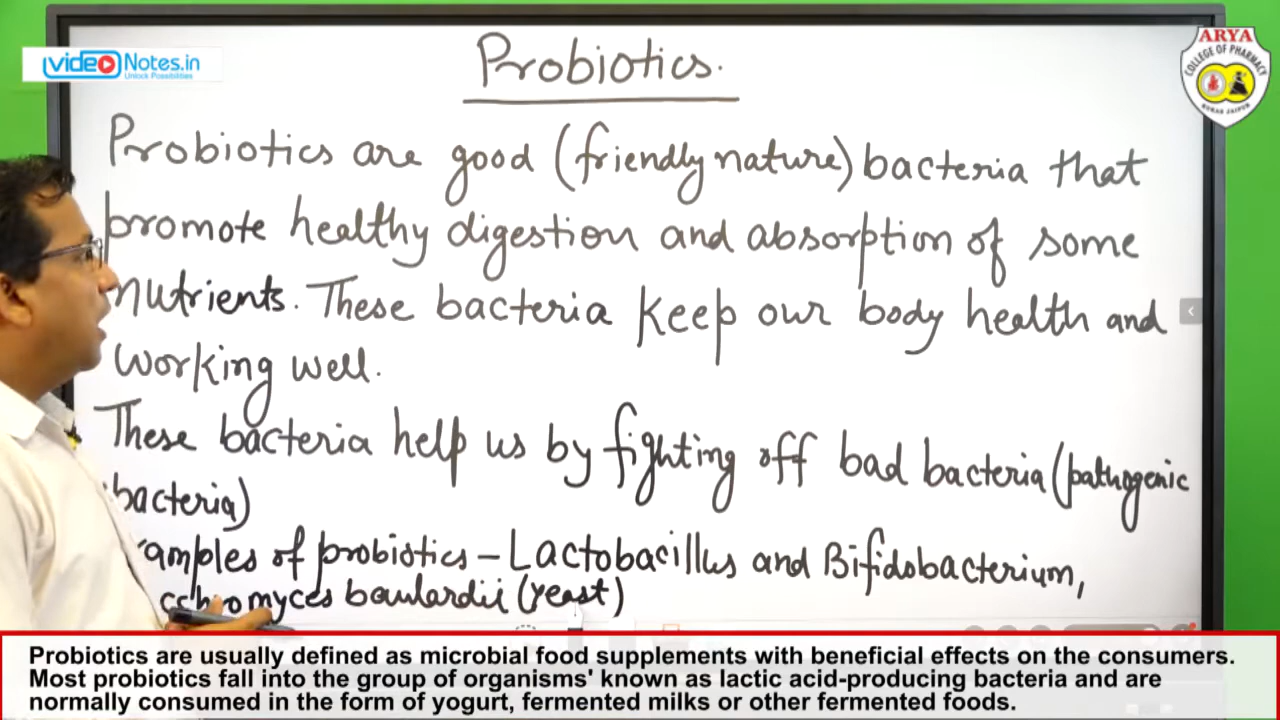 videoNotes.in
Unlock Possibilities
ARYA
COLLEGE OF PHARMACY
KUKAS JAIPUR
Probiotics.
Probiotics are good (friendly nature) bacteria that
promote healthy digestion and absorption of some
nutrients. These bacteria keep our body health and
working well.
These bacteria help us by fighting off bad bacteria (pathogenic
bacteria)
amples of probiotics – Lactobacillus and Bifidobacterium,
cchromyces boulardii (yeast)
Probiotics are usually defined as microbial food supplements with beneficial effects on the consumers.
Most probiotics fall into the group of organisms' known as lactic acid-producing bacteria and are
normally consumed in the form of yogurt, fermented milks or other fermented foods.